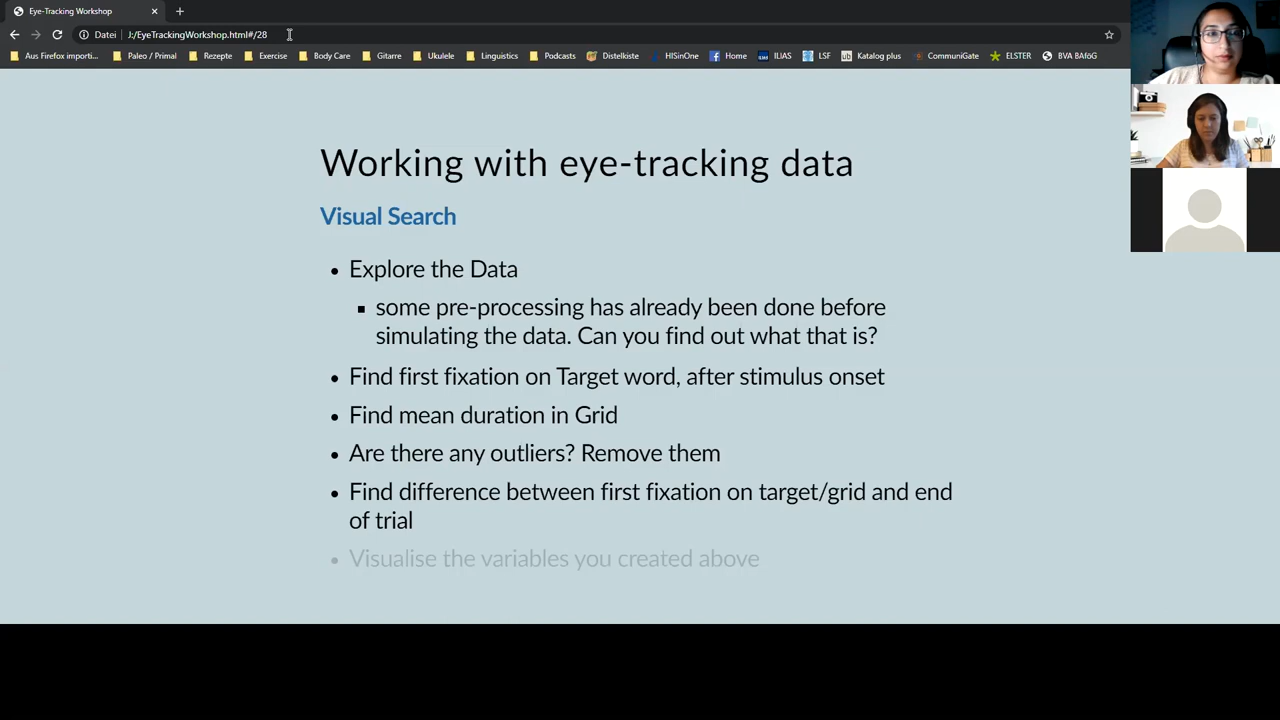 Eye-Tracking Workshop
Datei J:/EyeTrackingWorkshop.html#/28
Aus Firefox importi... Paleo / Primal Rezepte Exercise Body Care Gitarre Ukulele Linguistics Podcasts Distelkiste HISinOne Home ILIAS LSF Katalog plus CommuniGate ELSTER BVA BAföG
Working with eye-tracking data
Visual Search
• Explore the Data
▪ some pre-processing has already been done before
simulating the data. Can you find out what that is?
• Find first fixation on Target word, after stimulus onset
• Find mean duration in Grid
• Are there any outliers? Remove them
• Find difference between first fixation on target/grid and end
of trial
• Visualise the variables you created above